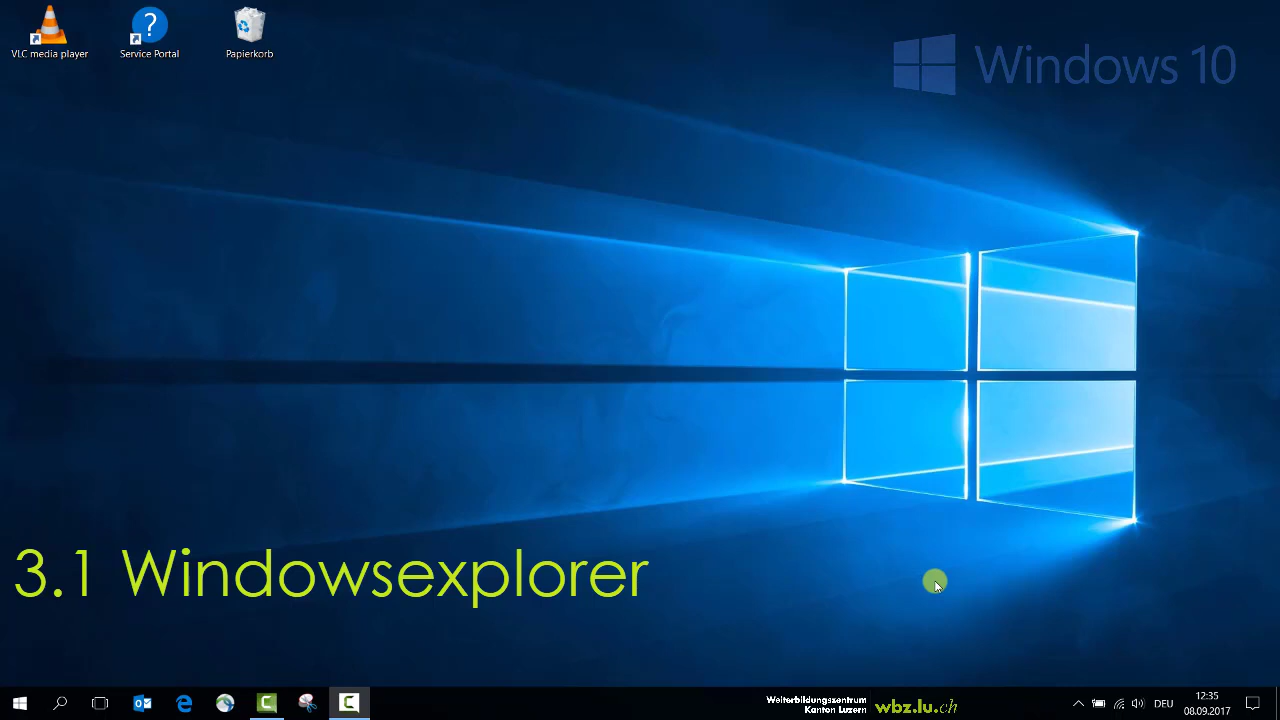 VLC media player
Service Portal
Papierkorb
Windows 10
3.1 Windowsexplorer
Weiterbildungszentrum
Kanton Luzern
wbz.lu.ch
DEU
12:35
08.09.2017